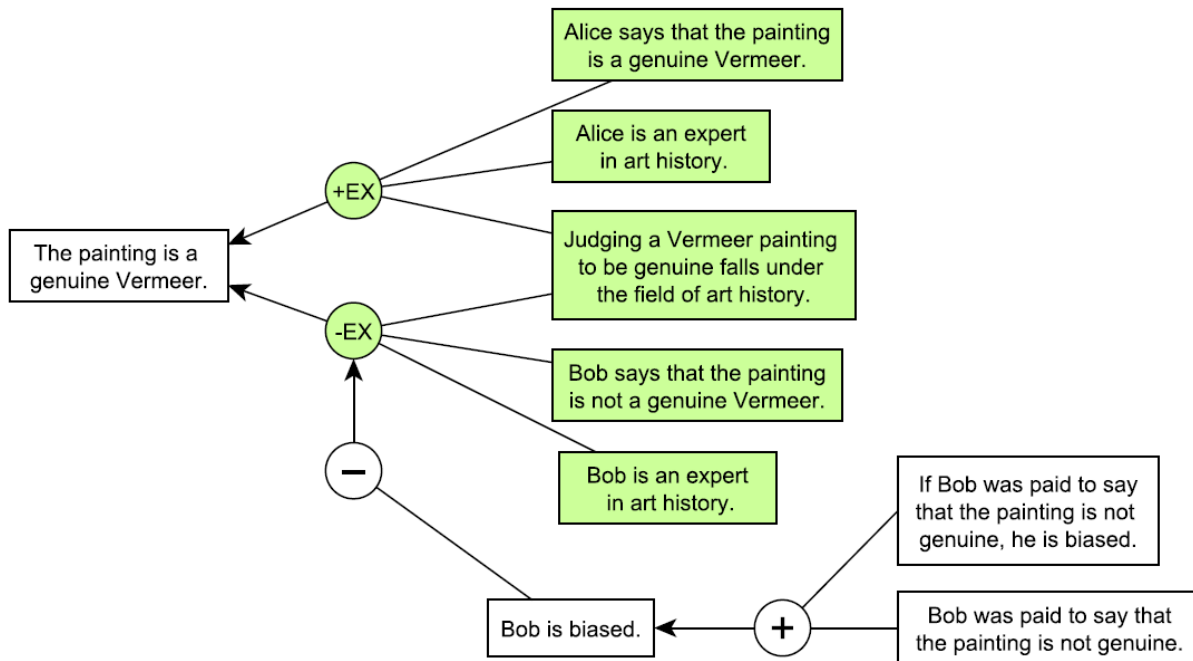 Alice says that the painting
is a genuine Vermeer.
Alice is an expert
in art history.
+EX
The painting is a
genuine Vermeer.
Judging a Vermeer painting
to be genuine falls under
the field of art history.
-EX
Bob says that the painting
is not a genuine Vermeer.
−
Bob is an expert
in art history.
If Bob was paid to say
that the painting is not
genuine, he is biased.
Bob is biased.
+
Bob was paid to say that
the painting is not genuine.